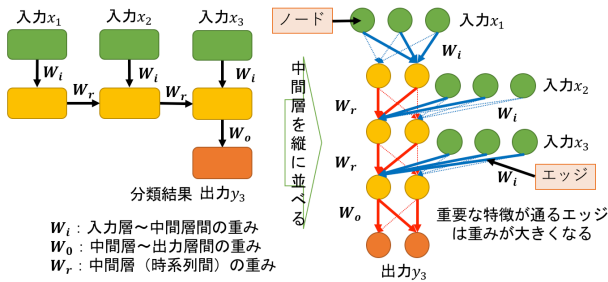 入力x₁
入力x₂
入力x₃
Wᵢ
Wᵢ
Wᵢ
Wᵣ
Wᵣ
Wₒ
分類結果 出力y₃
Wᵢ：入力層～中間層間の重み
W₀：中間層～出力層間の重み
Wᵣ：中間層（時系列間）の重み
中間層を縦に並べる
ノード
入力x₁
Wᵢ
入力x₂
Wᵣ
Wᵢ
入力x₃
Wᵣ
エッジ
Wᵢ
Wₒ
重要な特徴が通るエッジ
は重みが大きくなる
出力y₃